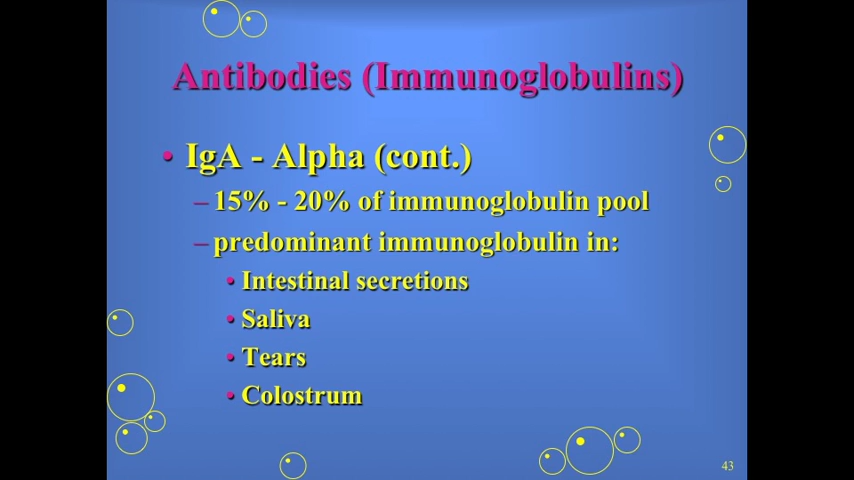 Antibodies (Immunoglobulins)
• IgA - Alpha (cont.)
– 15% - 20% of immunoglobulin pool
– predominant immunoglobulin in:
• Intestinal secretions
• Saliva
• Tears
• Colostrum
43